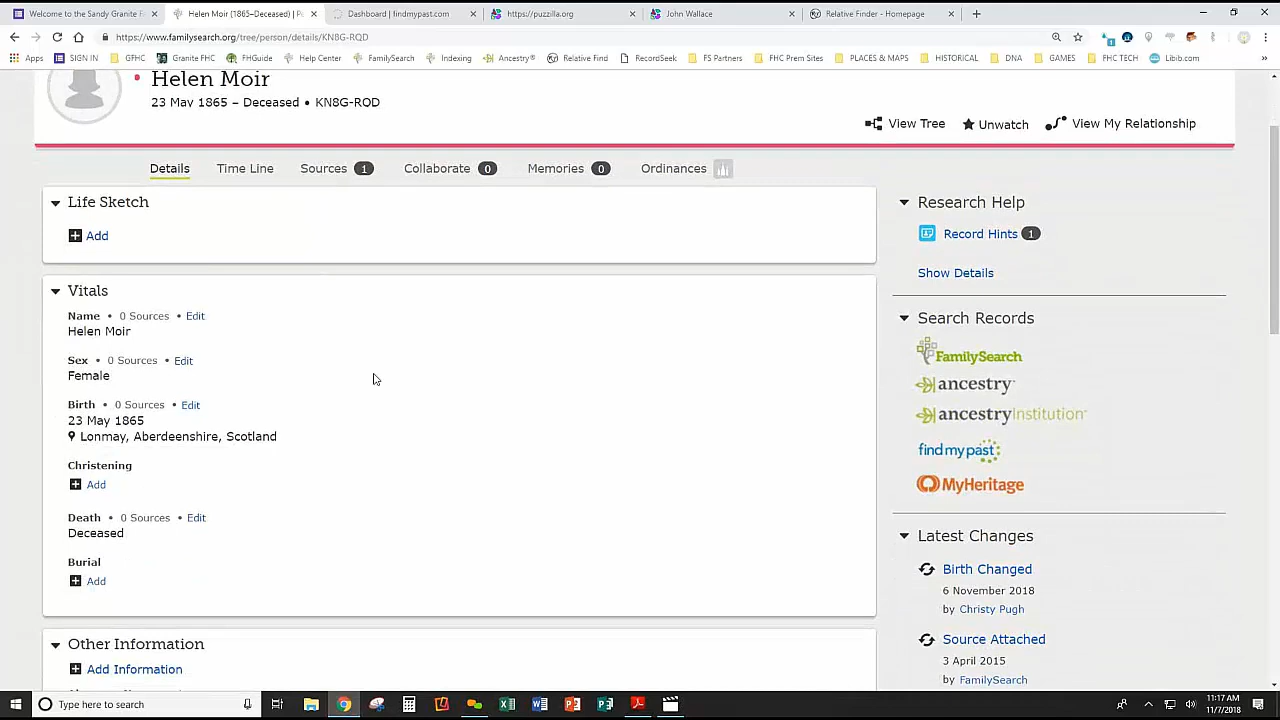 Welcome to the Sandy Granite F
Helen Moir (1865–Deceased) | P
Dashboard | findmypast.com
https://puzzilla.org
John Wallace
Relative Finder - Homepage
https://www.familysearch.org/tree/person/details/KN8G-RQD
Apps
SIGN IN
GFHC
Granite FHC
FHGuide
Help Center
FamilySearch
Indexing
Ancestry®
Relative Find
RecordSeek
FS Partners
FHC Prem Sites
PLACES & MAPS
HISTORICAL
DNA
GAMES
FHC TECH
Libib.com
Helen Moir
23 May 1865 – Deceased • KN8G-RQD
View Tree
Unwatch
View My Relationship
Details
Time Line
Sources 1
Collaborate 0
Memories 0
Ordinances
Life Sketch
Add
Vitals
Name • 0 Sources • Edit
Helen Moir
Sex • 0 Sources • Edit
Female
Birth • 0 Sources • Edit
23 May 1865
Lonmay, Aberdeenshire, Scotland
Christening
Add
Death • 0 Sources • Edit
Deceased
Burial
Add
Other Information
Add Information
Research Help
Record Hints 1
Show Details
Search Records
FamilySearch
ancestry
ancestryInstitution
findmypast
MyHeritage
Latest Changes
Birth Changed
6 November 2018
by Christy Pugh
Source Attached
3 April 2015
by FamilySearch
Type here to search
11:17 AM
11/7/2018